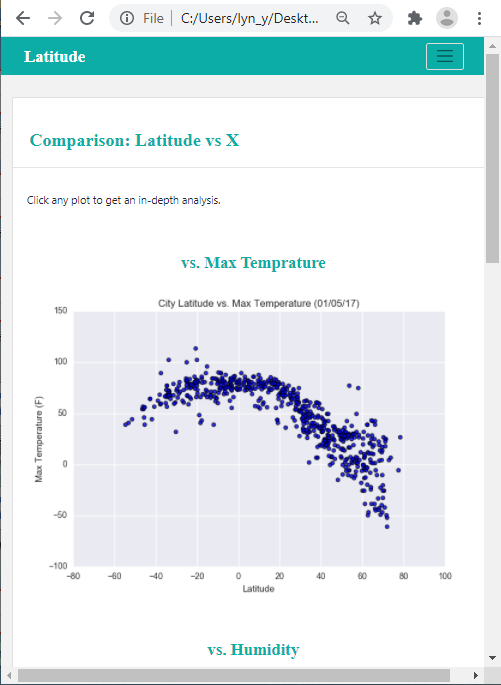 File | C:/Users/lyn_y/Deskt...
Latitude
Comparison: Latitude vs X
Click any plot to get an in-depth analysis.
vs. Max Temprature
City Latitude vs. Max Temperature (01/05/17)
150
100
50
0
−50
−100
Max Temperature (F)
−80 −60 −40 −20 0 20 40 60 80 100
Latitude
vs. Humidity